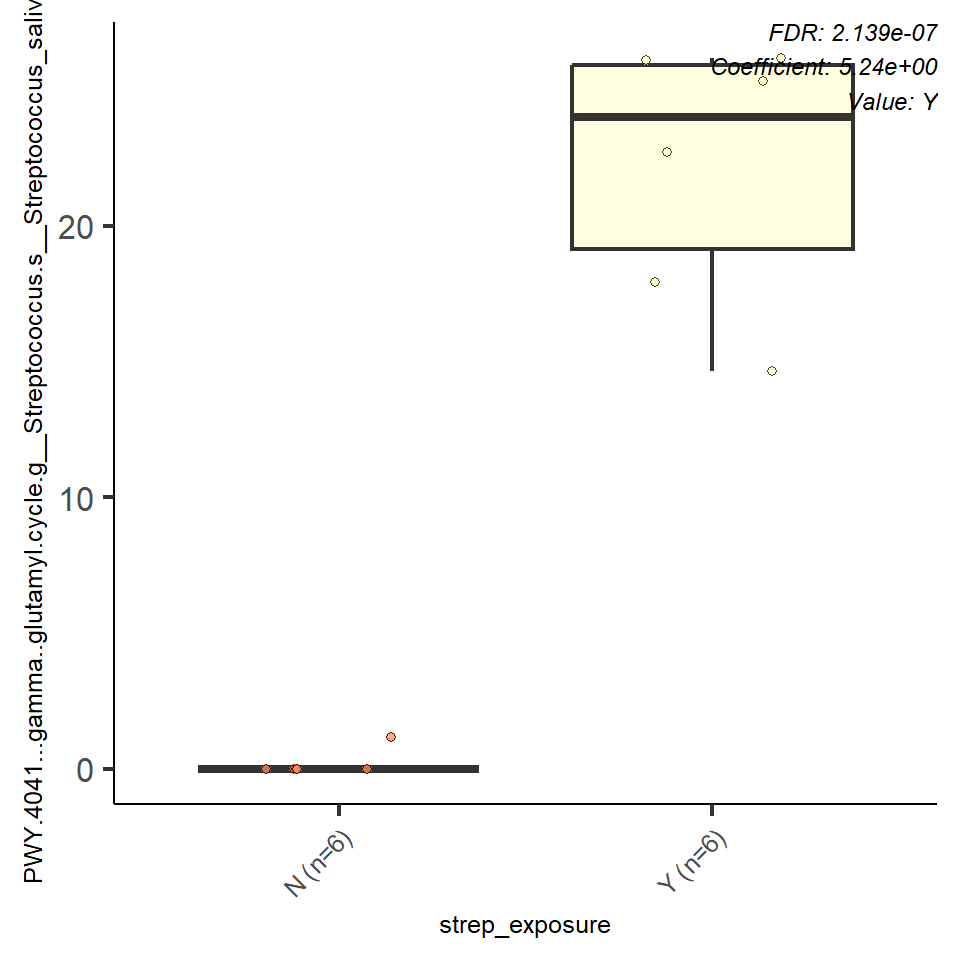 FDR: 2.139e-07
Coefficient: 5.24e+00
Value: Y
PWY.4041...gamma..glutamyl.cycle.g__Streptococcus.s__Streptococcus_saliv
20
10
0
N (n=6)
Y (n=6)
strep_exposure